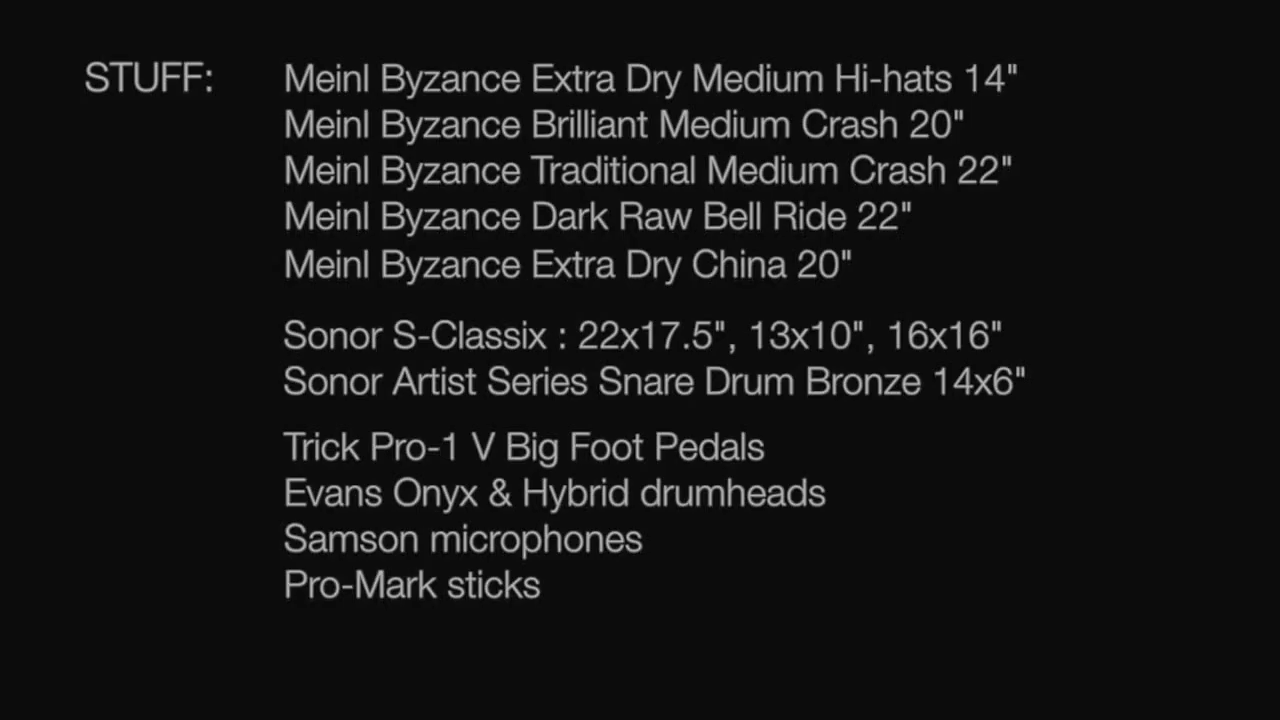 STUFF: Meinl Byzance Extra Dry Medium Hi-hats 14"
Meinl Byzance Brilliant Medium Crash 20"
Meinl Byzance Traditional Medium Crash 22"
Meinl Byzance Dark Raw Bell Ride 22"
Meinl Byzance Extra Dry China 20"
Sonor S-Classix : 22x17.5", 13x10", 16x16"
Sonor Artist Series Snare Drum Bronze 14x6"
Trick Pro-1 V Big Foot Pedals
Evans Onyx & Hybrid drumheads
Samson microphones
Pro-Mark sticks